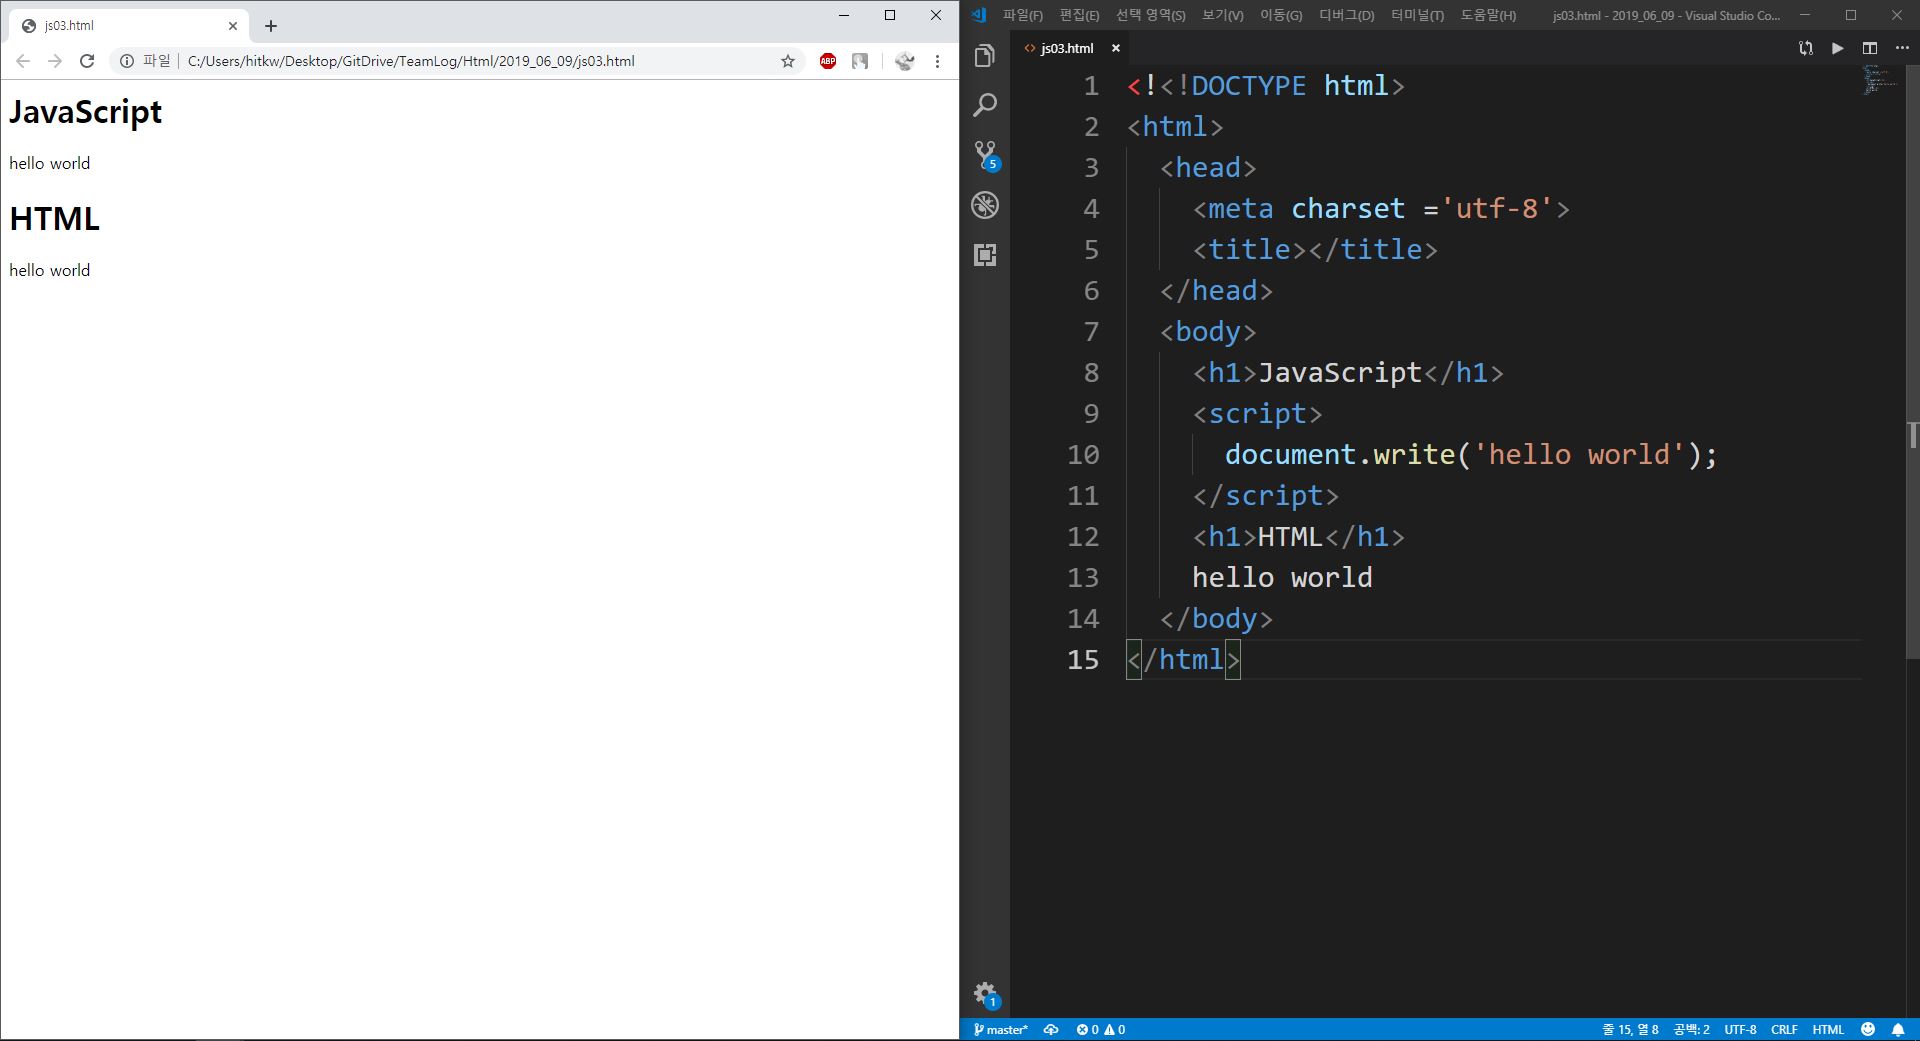 js03.html
파일 C:/Users/hitkw/Desktop/GitDrive/TeamLog/Html/2019_06_09/js03.html
ABP
JavaScript
hello world
HTML
hello world
파일(F) 편집(E) 선택 영역(S) 보기(V) 이동(G) 디버그(D) 터미널(T) 도움말(H) js03.html - 2019_06_09 - Visual Studio Co...
<> js03.html
5
1 <!<!DOCTYPE html>
2 <html>
3 <head>
4 <meta charset ='utf-8'>
5 <title></title>
6 </head>
7 <body>
8 <h1>JavaScript</h1>
9 <script>
10 document.write('hello world');
11 </script>
12 <h1>HTML</h1>
13 hello world
14 </body>
15 </html>
1
master* 0 0 줄 15, 열 8 공백: 2 UTF-8 CRLF HTML